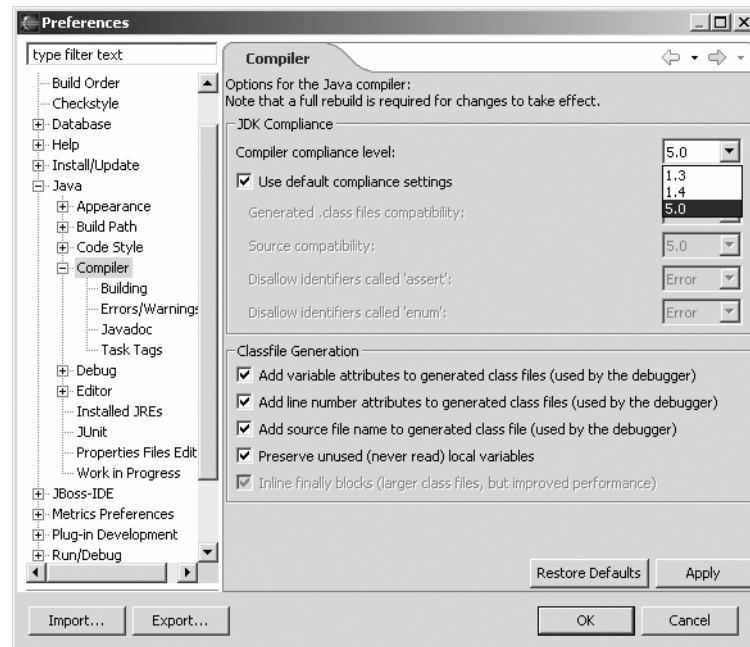 Preferences
type filter text
Build Order
Checkstyle
Database
Help
Install/Update
Java
Appearance
Build Path
Code Style
Compiler
Building
Errors/Warnings
Javadoc
Task Tags
Debug
Editor
Installed JREs
JUnit
Properties Files Edit
Work in Progress
JBoss-IDE
Metrics Preferences
Plug-in Development
Run/Debug
Compiler
Options for the Java compiler:
Note that a full rebuild is required for changes to take effect.
JDK Compliance
Compiler compliance level: 5.0
1.3
1.4
5.0
Use default compliance settings
Generated .class files compatibility:
Source compatibility: 5.0
Disallow identifiers called 'assert': Error
Disallow identifiers called 'enum': Error
Classfile Generation
Add variable attributes to generated class files (used by the debugger)
Add line number attributes to generated class files (used by the debugger)
Add source file name to generated class file (used by the debugger)
Preserve unused (never read) local variables
Inline finally blocks (larger class files, but improved performance)
Restore Defaults Apply
Import... Export... OK Cancel